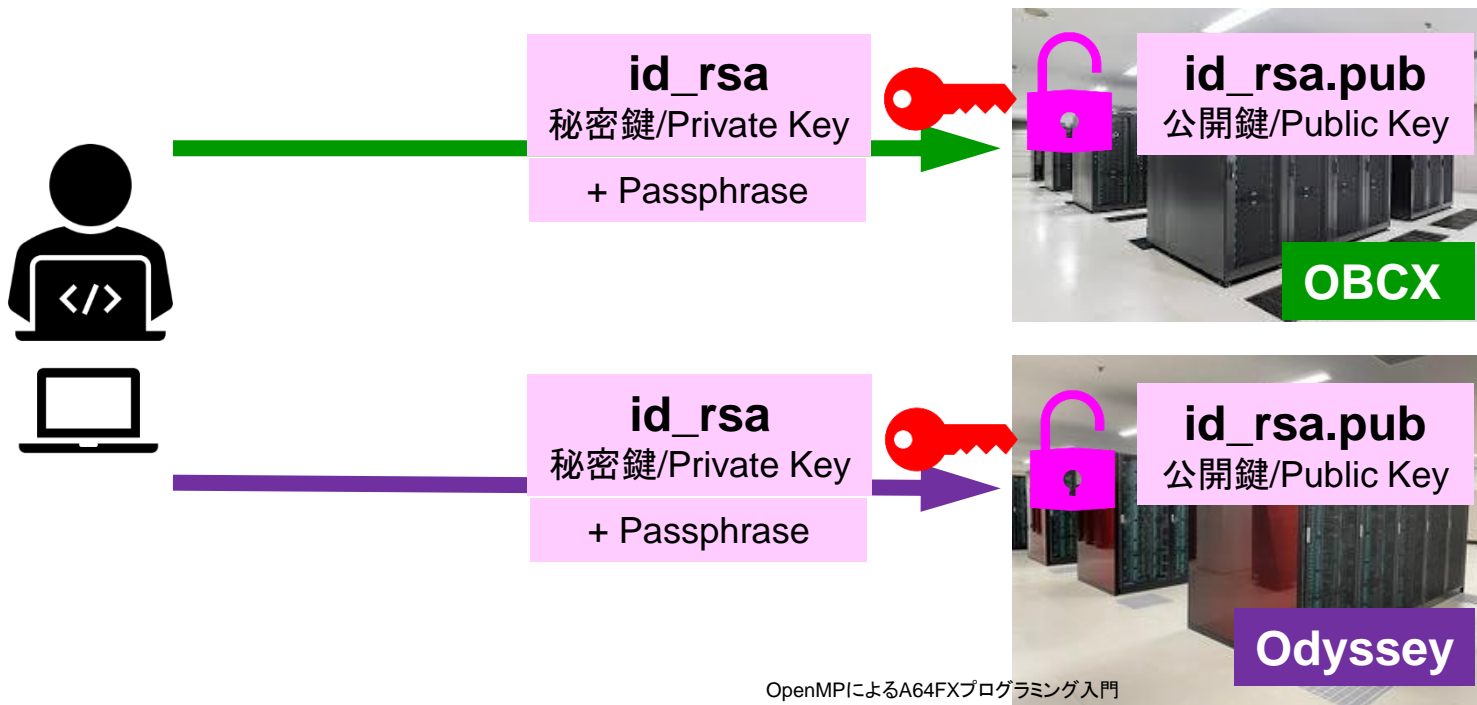 id_rsa
秘密鍵/Private Key
+ Passphrase
id_rsa.pub
公開鍵/Public Key
</>
OBCX
id_rsa
秘密鍵/Private Key
+ Passphrase
id_rsa.pub
公開鍵/Public Key
Odyssey
OpenMPによるA64FXプログラミング入門